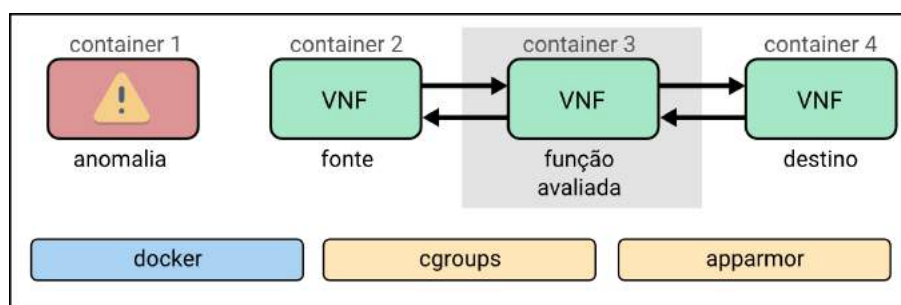 container 1
container 2
container 3
container 4
VNF
VNF
VNF
anomalia
fonte
função
avaliada
destino
docker
cgroups
apparmor